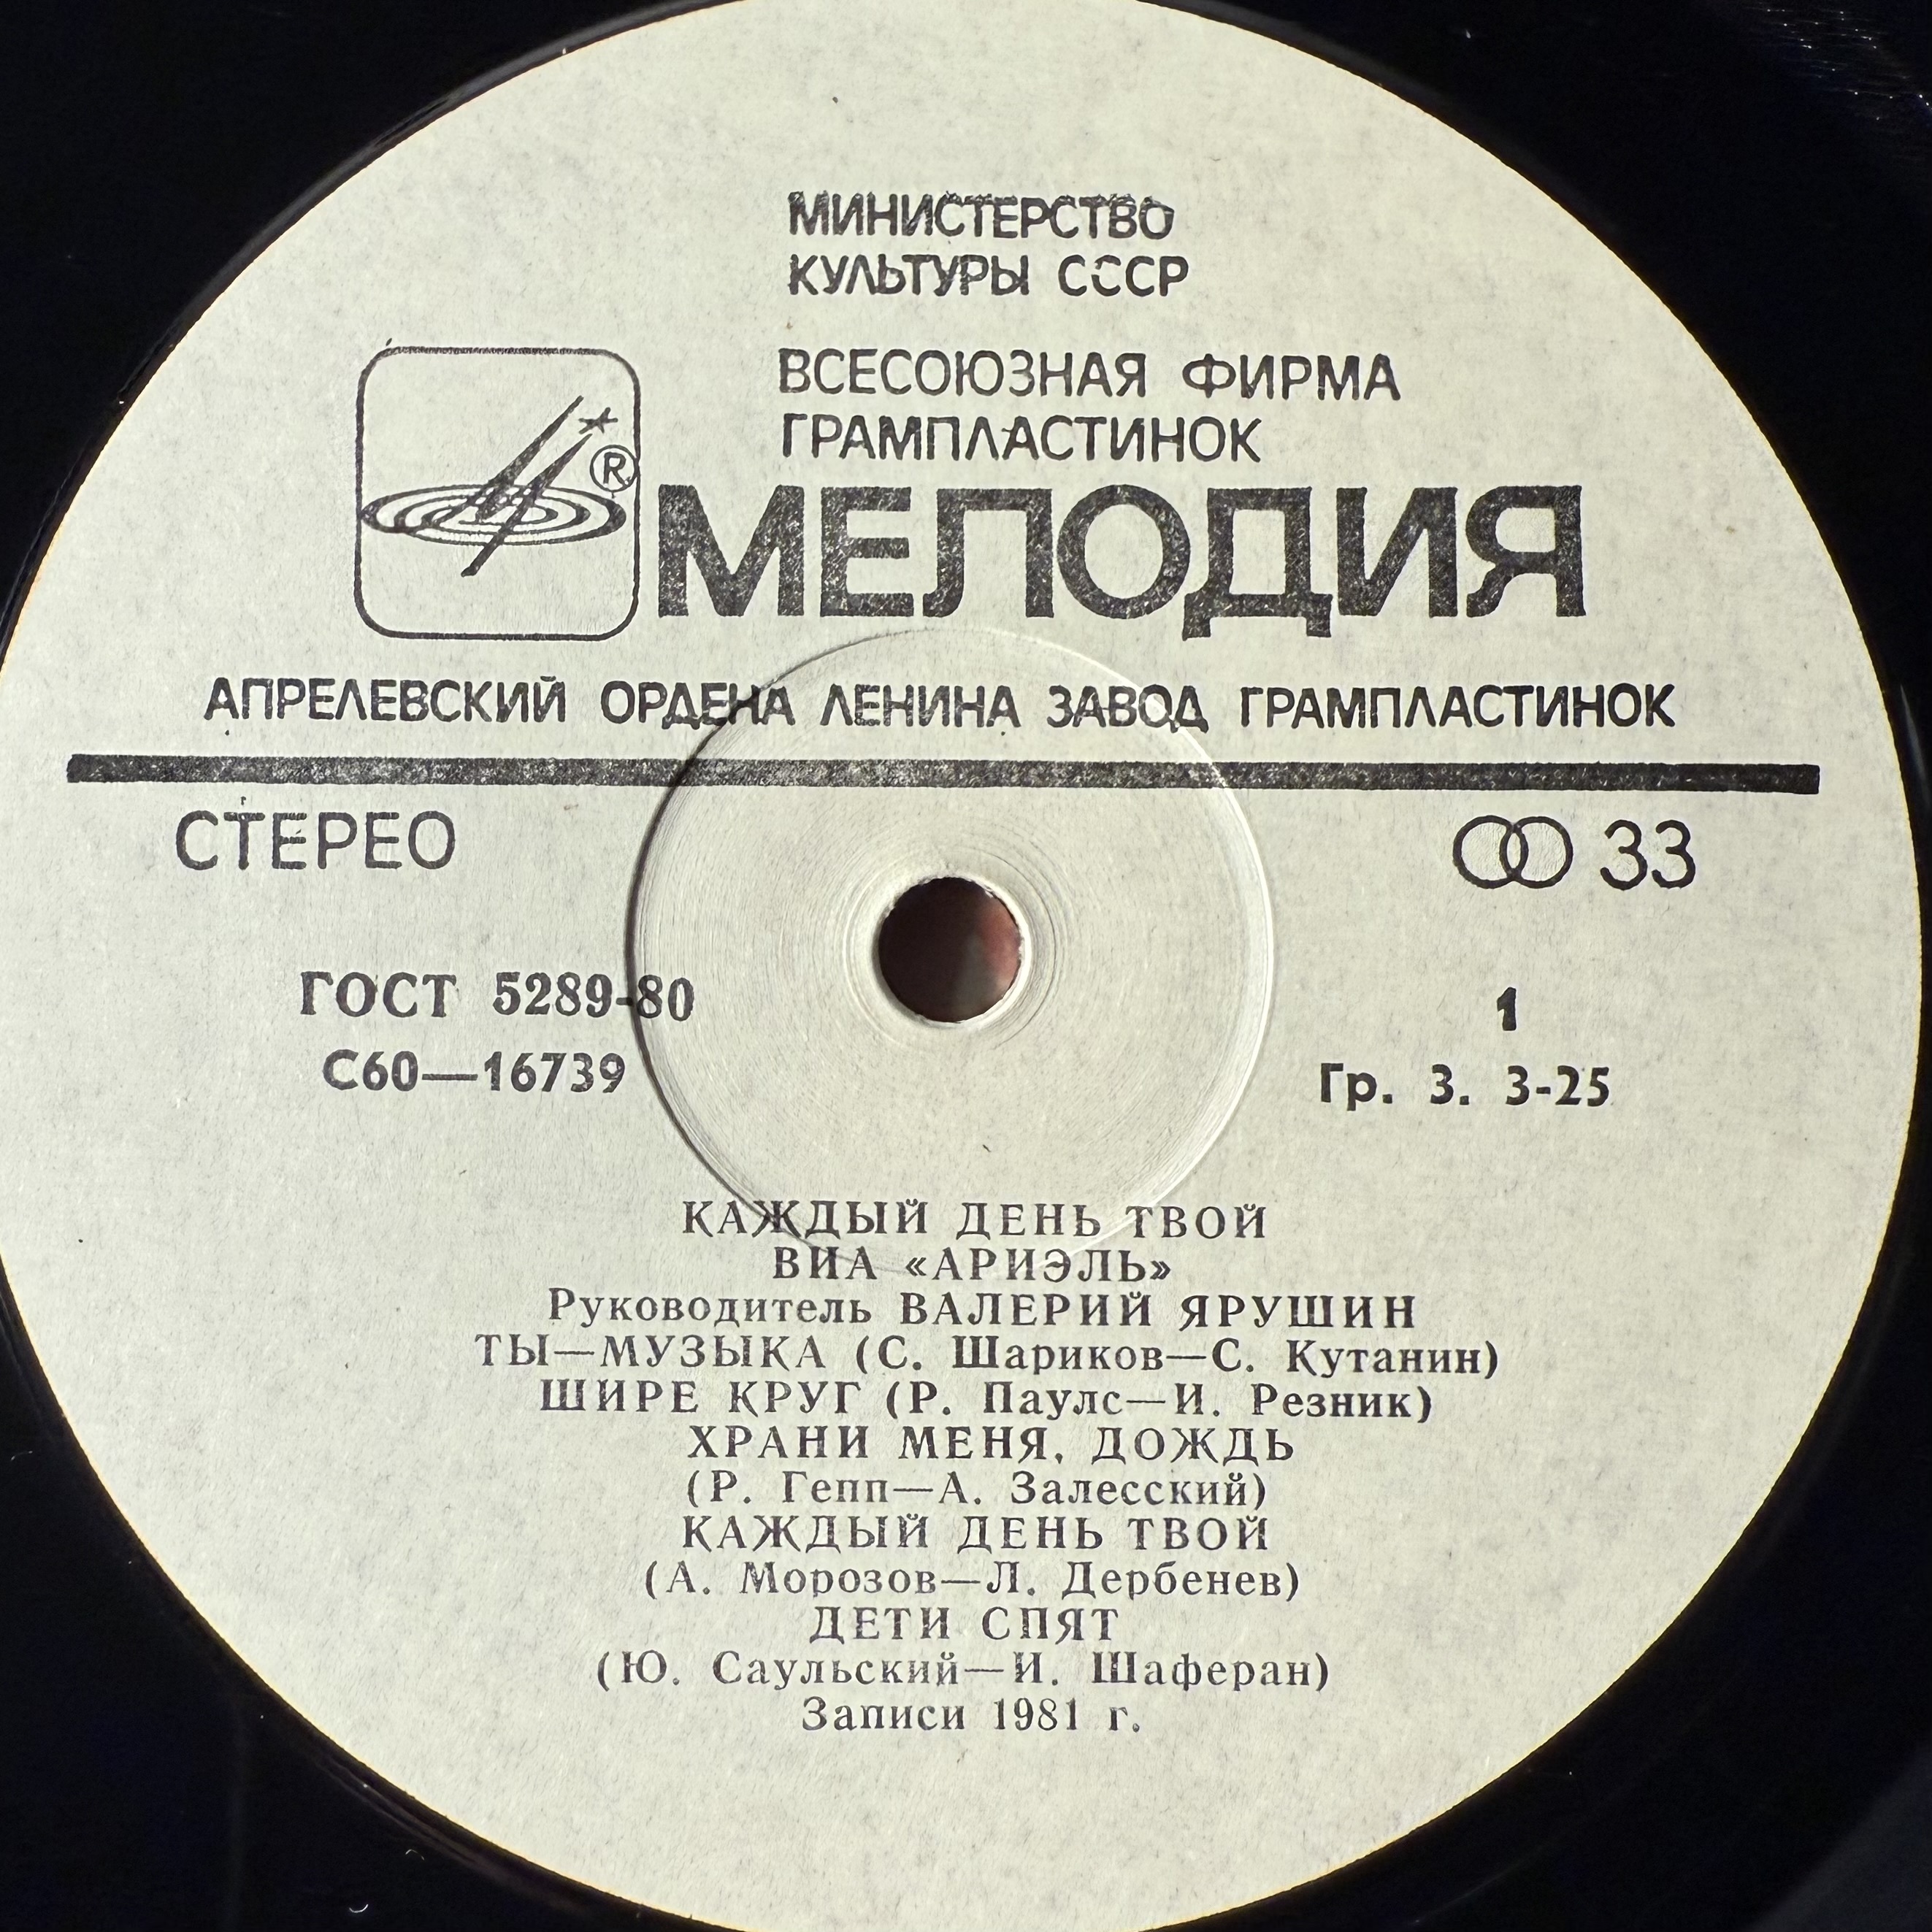 МИНИСТЕРСТВО
КУЛЬТУРЫ СССР
ВСЕСОЮЗНАЯ ФИРМА
ГРАМПЛАСТИНОК
®
МЕЛОДИЯ
АПРЕЛЕВСКИЙ ОРДЕНА ЛЕНИНА ЗАВОД ГРАМПЛАСТИНОК
СТЕРЕО
33
ГОСТ 5289-80
1
С60—16739
Гр. 3. 3-25
КАЖДЫЙ ДЕНЬ ТВОЙ
ВИА «АРИЭЛЬ»
Руководитель ВАЛЕРИЙ ЯРУШИН
ТЫ—МУЗЫКА (С. Шариков—С. Кутанин)
ШИРЕ КРУГ (Р. Паулс—И. Резник)
ХРАНИ МЕНЯ, ДОЖДЬ
(Р. Гепп—А. Залесский)
КАЖДЫЙ ДЕНЬ ТВОЙ
(А. Морозов—Л. Дербенев)
ДЕТИ СПЯТ
(Ю. Саульский—И. Шаферан)
Записи 1981 г.